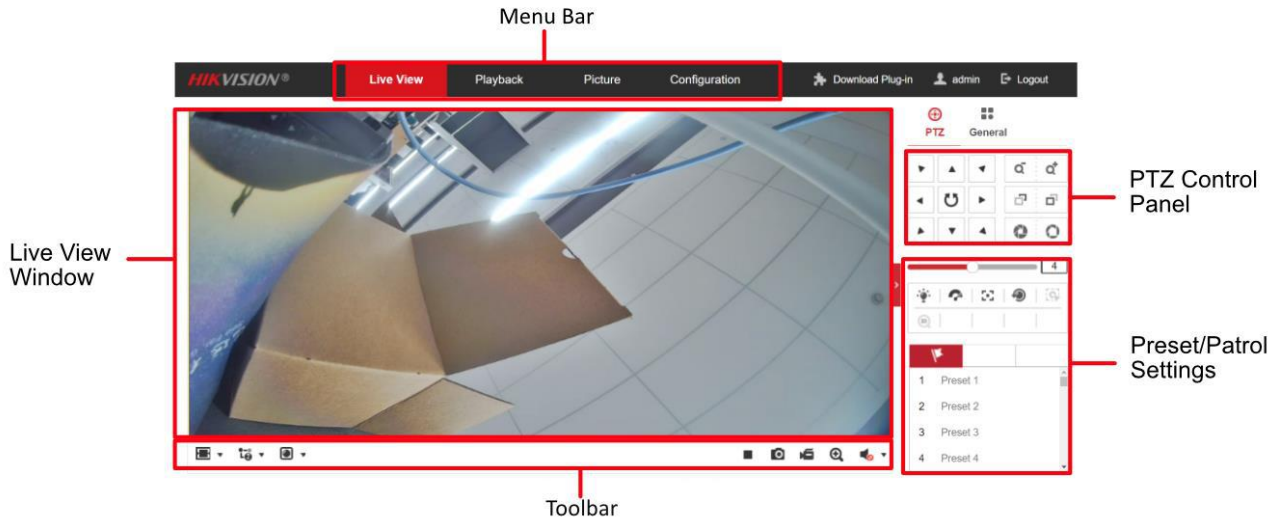 Menu Bar
HIKVISION®
Live View
Playback
Picture
Configuration
Download Plug-in
admin
Logout
PTZ
General
PTZ Control
Panel
Live View
Window
4
Preset/Patrol
Settings
1 Preset 1
2 Preset 2
3 Preset 3
4 Preset 4
Toolbar